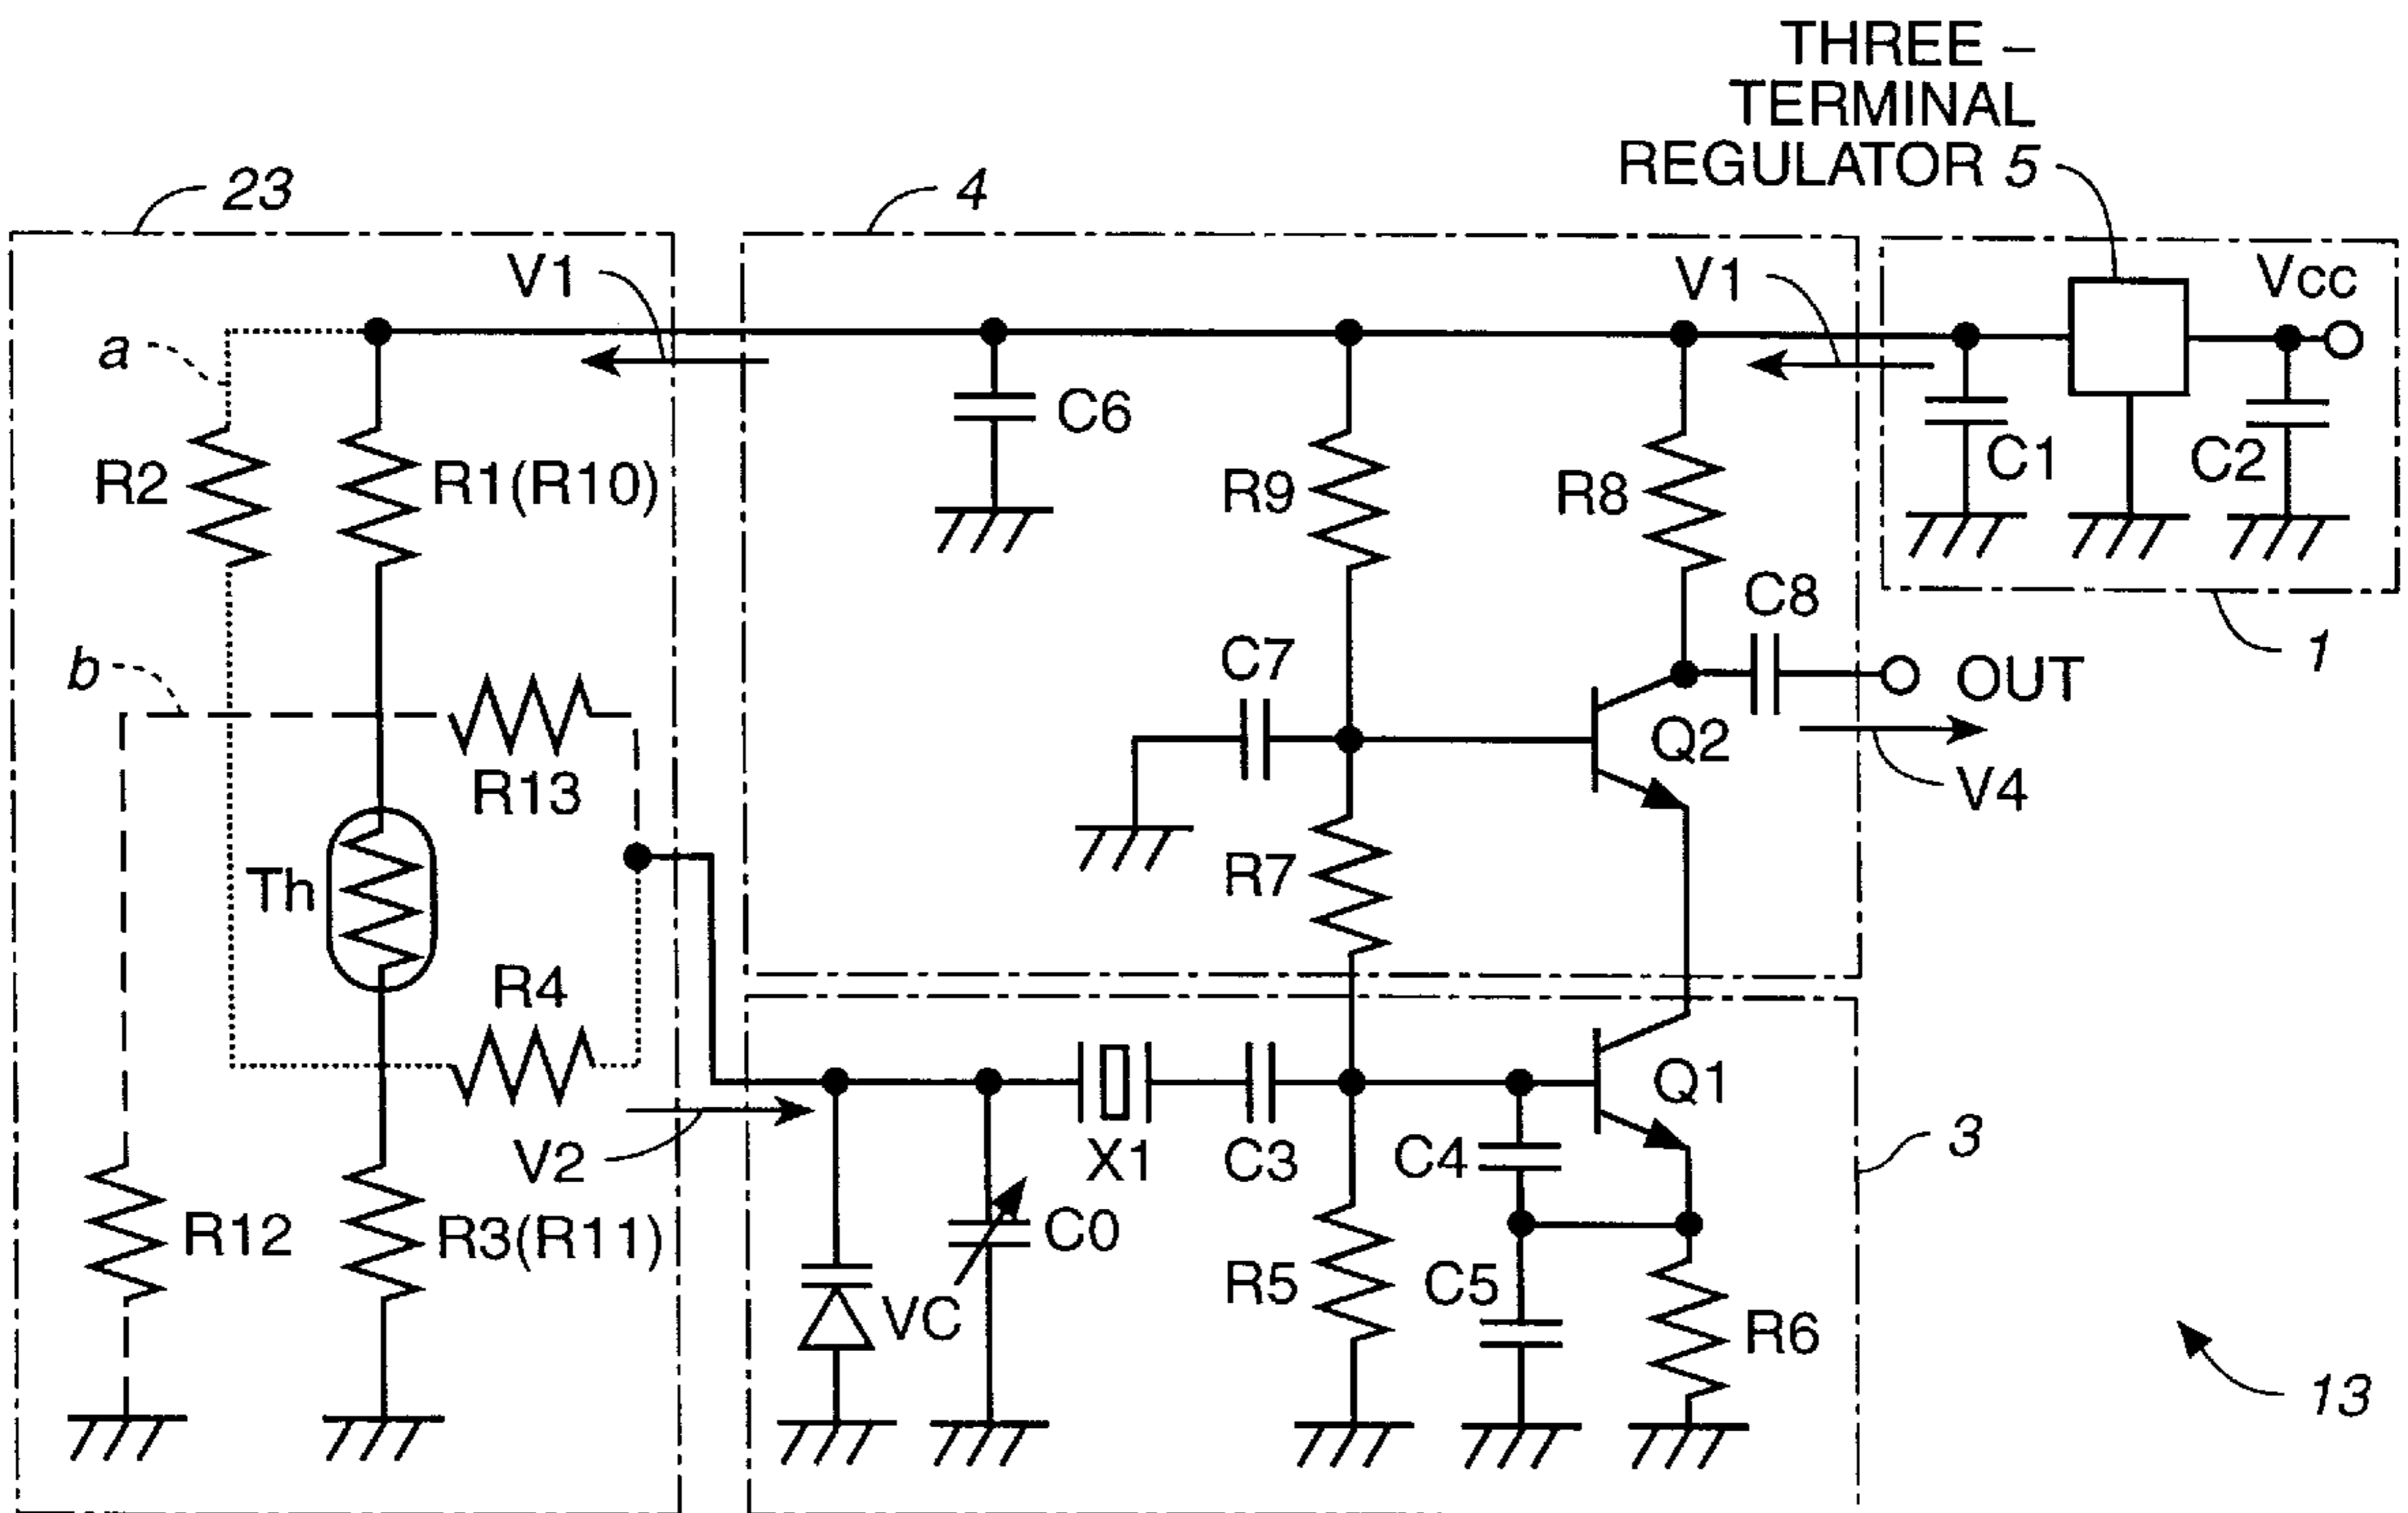 THREE –
TERMINAL
REGULATOR 5
23
4
V1
V1
Vcc
a
C6
C1
C2
R2
R1(R10)
R9
R8
C8
1
b
C7
OUT
R13
Q2
V4
Th
R7
R4
Q1
V2
X1
C3
C4
3
R12
R3(R11)
C0
VC
R5
C5
R6
13